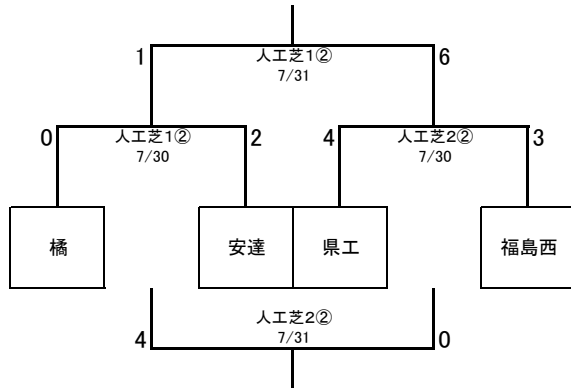 1 人工芝1② 6
7/31
0 人工芝1② 2 4 人工芝2② 3
7/30 7/30
橘 安達 県工 福島西
人工芝2②
4 7/31 0